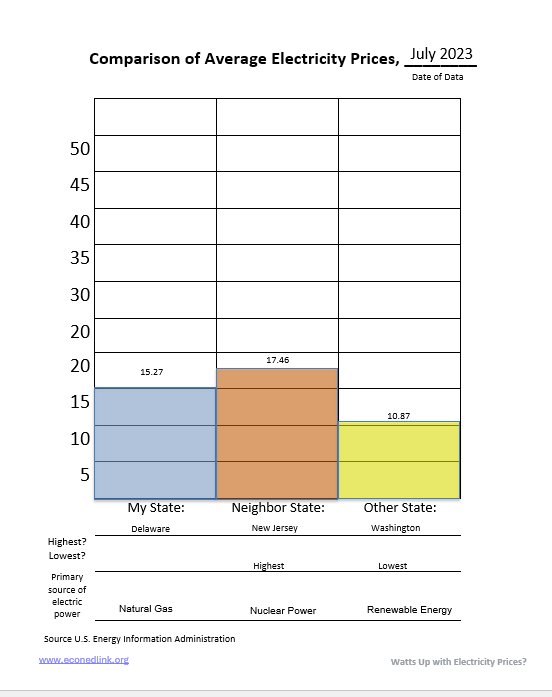 Comparison of Average Electricity Prices, July 2023
Date of Data
50
45
40
35
30
20
20
15
10
5
15.27
17.46
10.87
My State: Neighbor State: Other State:
Delaware New Jersey Washington
Highest?
Lowest?
Highest Lowest
Primary
source of
electric
power
Natural Gas Nuclear Power Renewable Energy
Source U.S. Energy Information Administration
www.econedlink.org
Watts Up with Electricity Prices?